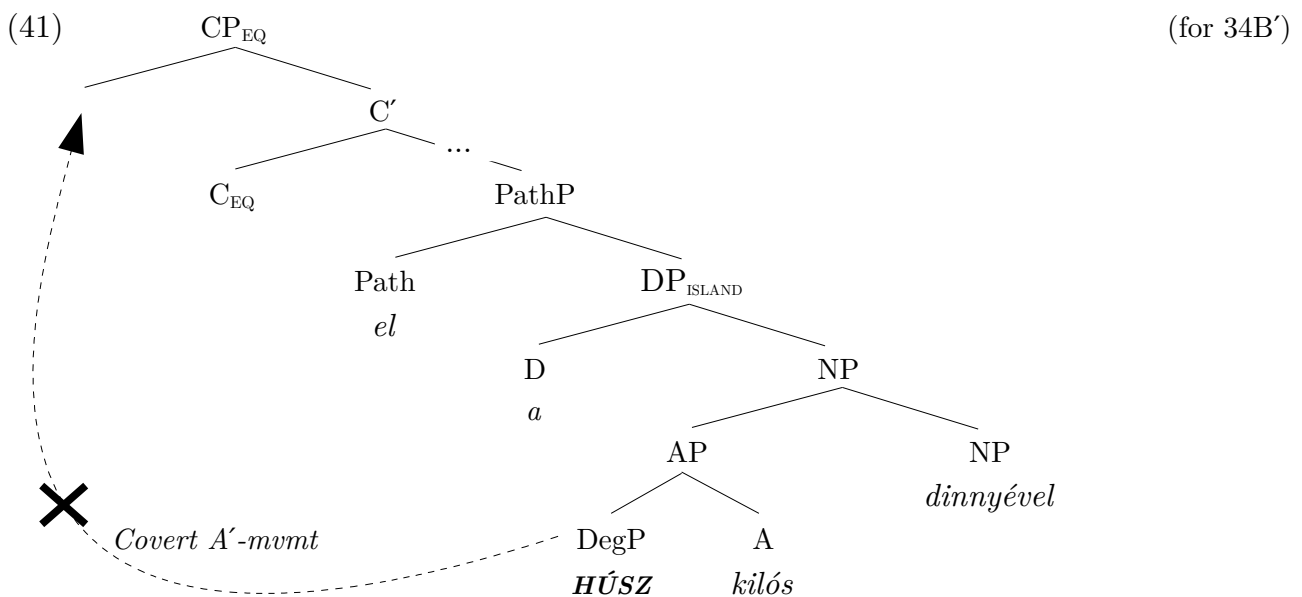 (41) CP_EQ (for 34B′)
C′
...
C_EQ PathP
Path DP_ISLAND
el
D NP
a
AP NP
dinnyével
Covert A′-mvmt DegP A
HÚSZ kilós